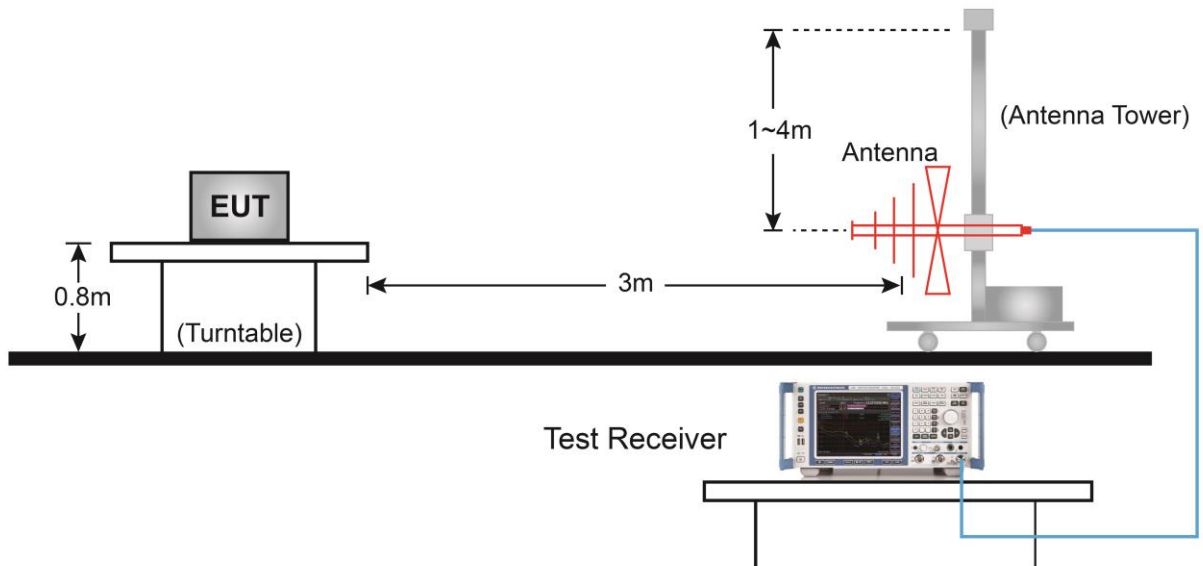 (Antenna Tower)
1~4m
Antenna
EUT
0.8m
3m
(Turntable)
Test Receiver